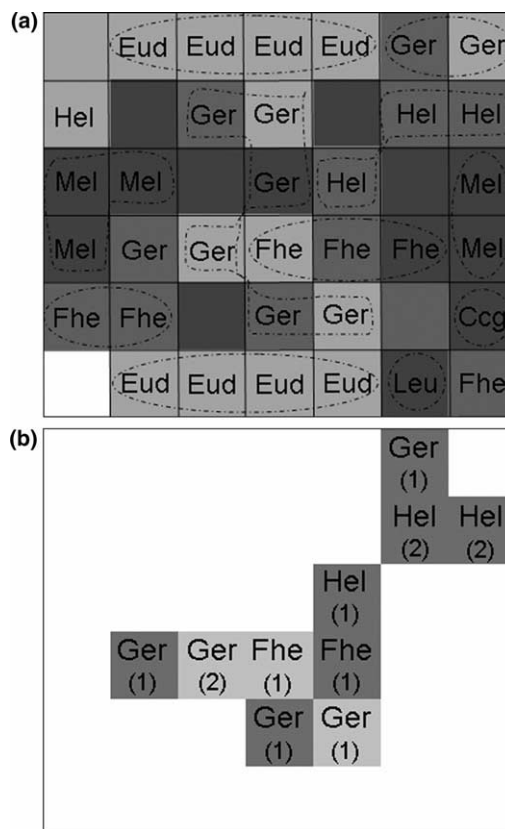 (a)
Eud Eud Eud Eud Ger Ger
Hel Ger Ger Hel Hel
Mel Mel Ger Hel Mel
Mel Ger Ger Fhe Fhe Fhe Mel
Fhe Fhe Ger Ger Ccg
Eud Eud Eud Eud Leu Fhe
(b)
Ger
(1)
Hel Hel
(2) (2)
Hel
(1)
Ger Ger Fhe Fhe
(1) (2) (1) (1)
Ger Ger
(1) (1)